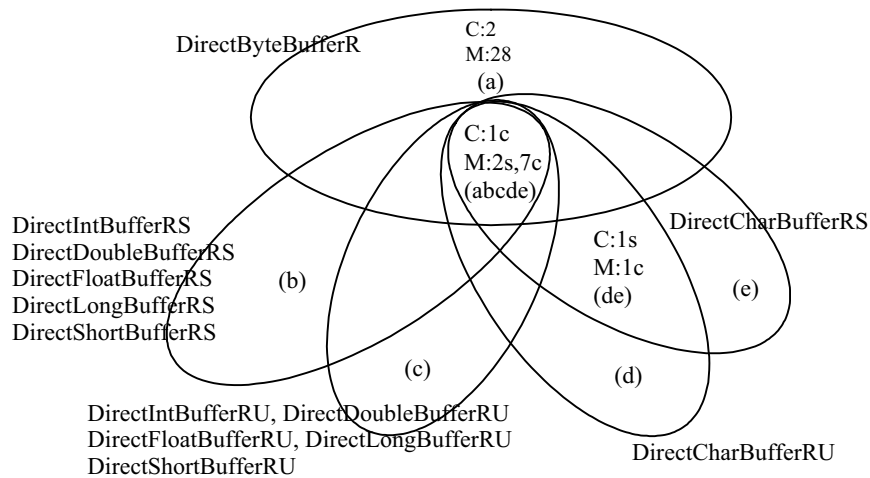 C:2
DirectByteBufferR
M:28
(a)
C:1c
M:2s,7c
(abcde)
DirectIntBufferRS
DirectDoubleBufferRS
DirectFloatBufferRS
DirectLongBufferRS
DirectShortBufferRS
(b)
DirectCharBufferRS
C:1s
M:1c
(de)
(e)
(c)
(d)
DirectIntBufferRU, DirectDoubleBufferRU
DirectFloatBufferRU, DirectLongBufferRU
DirectShortBufferRU
DirectCharBufferRU